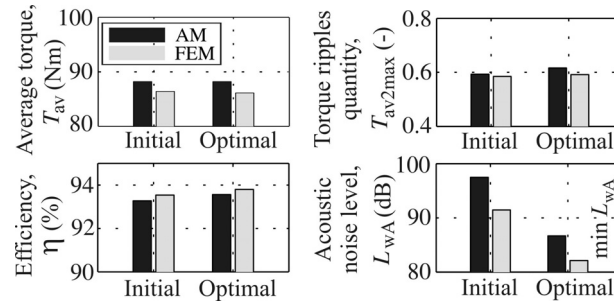 Average torque,
T_av (Nm)
100
90
80
AM
FEM
Initial
Optimal
Torque ripples
quantity,
T_av2max (-)
0.8
0.6
0.4
Initial
Optimal
Efficiency,
η (%)
94
92
90
Initial
Optimal
Acoustic
noise level,
L_wA (dB)
100
90
80
Initial
Optimal
min L_wA